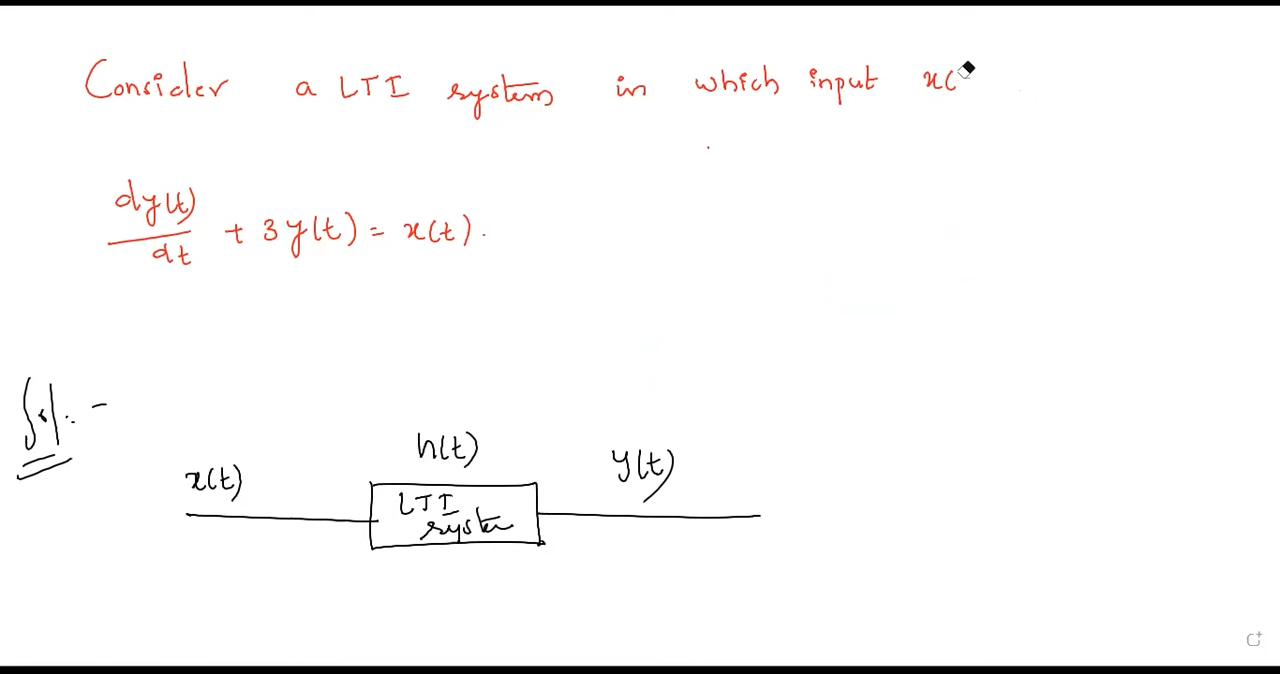 Consider a LTI system in which input x(
dy(t)
dt
+ 3y(t) = x(t).
Sol:-
h(t)
x(t)
y(t)
LTI
system